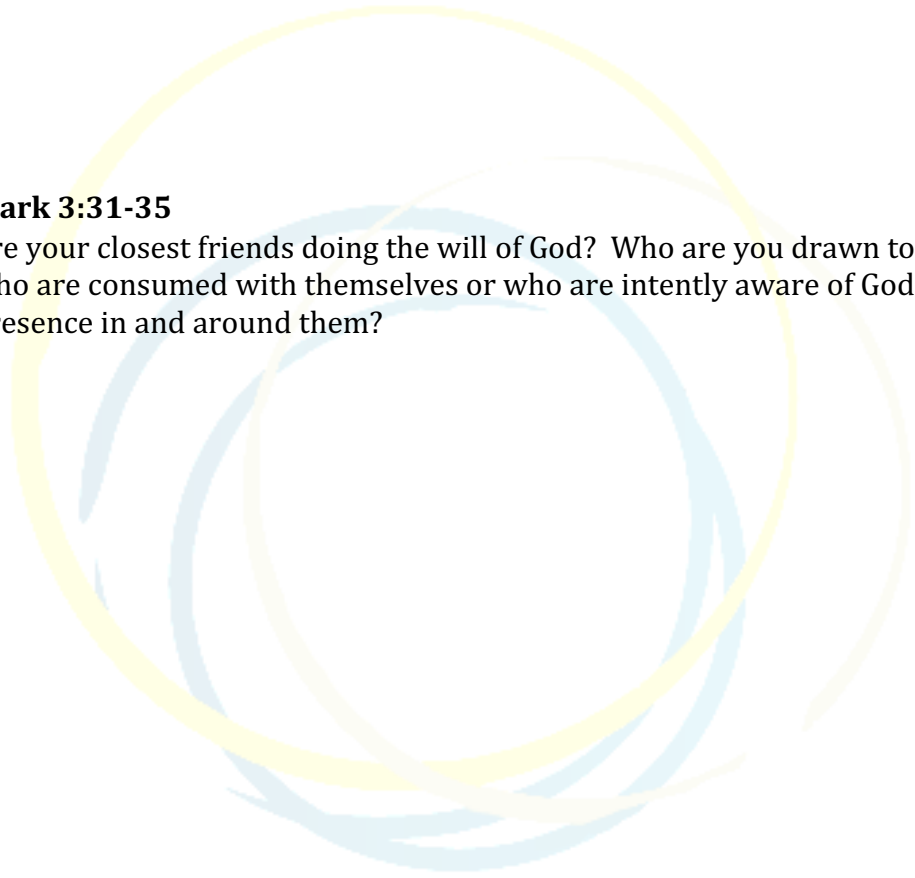 ark 3:31-35
re your closest friends doing the will of God?  Who are you drawn to
ho are consumed with themselves or who are intently aware of God
resence in and around them?